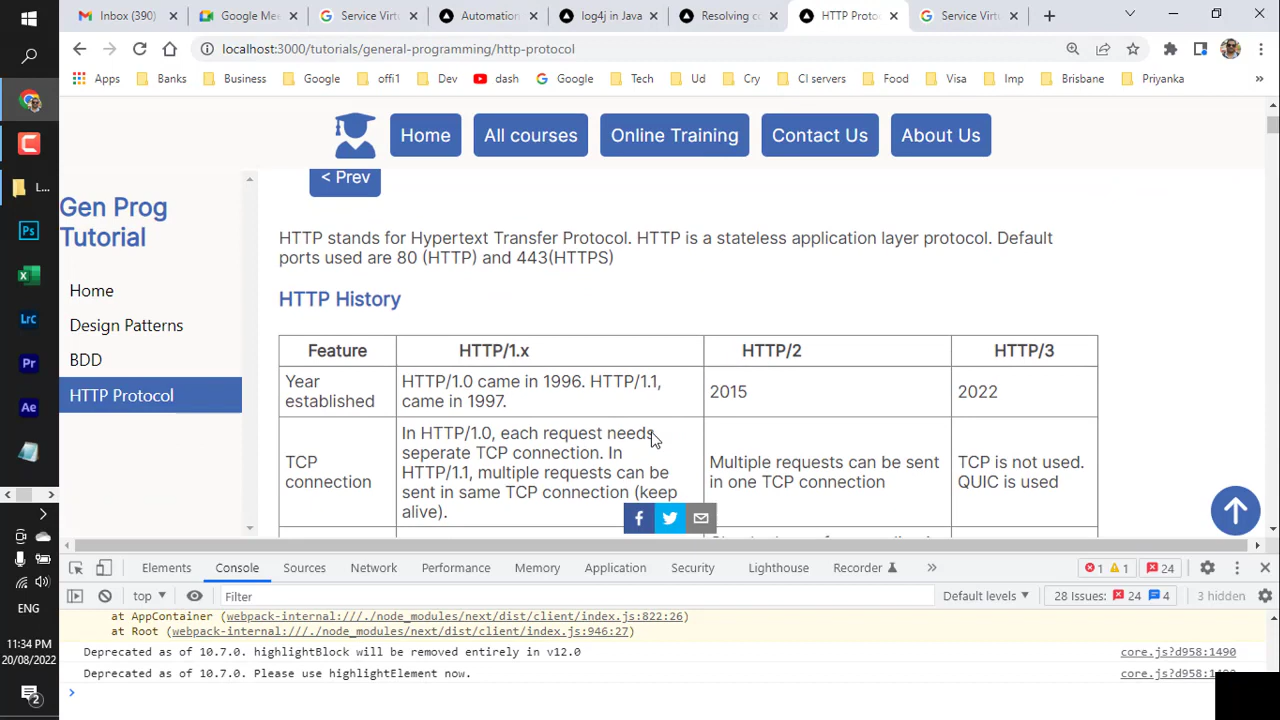 Inbox (390)
Google Mee
Service Virtu
Automation
log4j in Java
Resolving co
HTTP Proto
Service Virtu
localhost:3000/tutorials/general-programming/http-protocol
Apps
Banks
Business
Google
offi1
Dev
dash
Google
Tech
Ud
Cry
CI servers
Food
Visa
Imp
Brisbane
Priyanka
Home
All courses
Online Training
Contact Us
About Us
< Prev
Gen Prog
Tutorial
Home
Design Patterns
BDD
HTTP Protocol
HTTP stands for Hypertext Transfer Protocol. HTTP is a stateless application layer protocol. Default
ports used are 80 (HTTP) and 443(HTTPS)
HTTP History
Feature
HTTP/1.x
HTTP/2
HTTP/3
Year
established
HTTP/1.0 came in 1996. HTTP/1.1,
came in 1997.
2015
2022
TCP
connection
In HTTP/1.0, each request needs
seperate TCP connection. In
HTTP/1.1, multiple requests can be
sent in same TCP connection (keep
alive).
Multiple requests can be sent
in one TCP connection
TCP is not used.
QUIC is used
Elements
Console
Sources
Network
Performance
Memory
Application
Security
Lighthouse
Recorder
1
1
24
top
Filter
Default levels
28 Issues:
24
4
3 hidden
at AppContainer (webpack-internal:///./node_modules/next/dist/client/index.js:822:26)
at Root (webpack-internal:///./node_modules/next/dist/client/index.js:946:27)
Deprecated as of 10.7.0. highlightBlock will be removed entirely in v12.0
core.js?d958:1490
Deprecated as of 10.7.0. Please use highlightElement now.
L...
Ps
Lrc
Pr
Ae
ENG
11:34 PM
20/08/2022
2